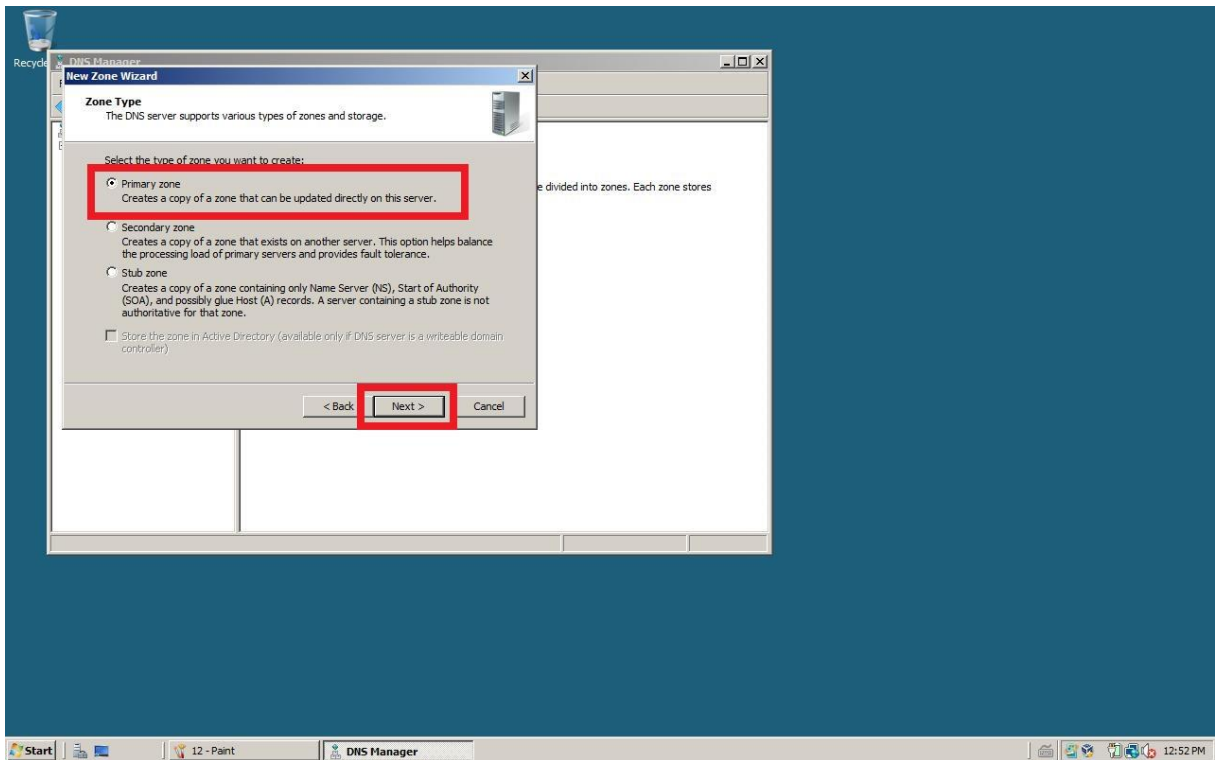 Recycle
DNS Manager
New Zone Wizard
Zone Type
The DNS server supports various types of zones and storage.
Select the type of zone you want to create:
Primary zone
Creates a copy of a zone that can be updated directly on this server.
e divided into zones. Each zone stores
Secondary zone
Creates a copy of a zone that exists on another server. This option helps balance
the processing load of primary servers and provides fault tolerance.
Stub zone
Creates a copy of a zone containing only Name Server (NS), Start of Authority
(SOA), and possibly glue Host (A) records. A server containing a stub zone is not
authoritative for that zone.
Store the zone in Active Directory (available only if DNS server is a writeable domain
controller)
< Back Next > Cancel
Start 12 - Paint DNS Manager 12:52 PM